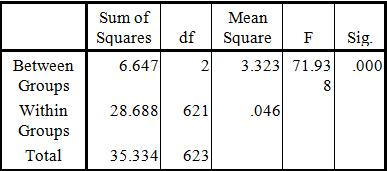 Sum of Squares df Mean Square F Sig.
Between Groups 6.647 2 3.323 71.938 .000
Within Groups 28.688 621 .046
Total 35.334 623